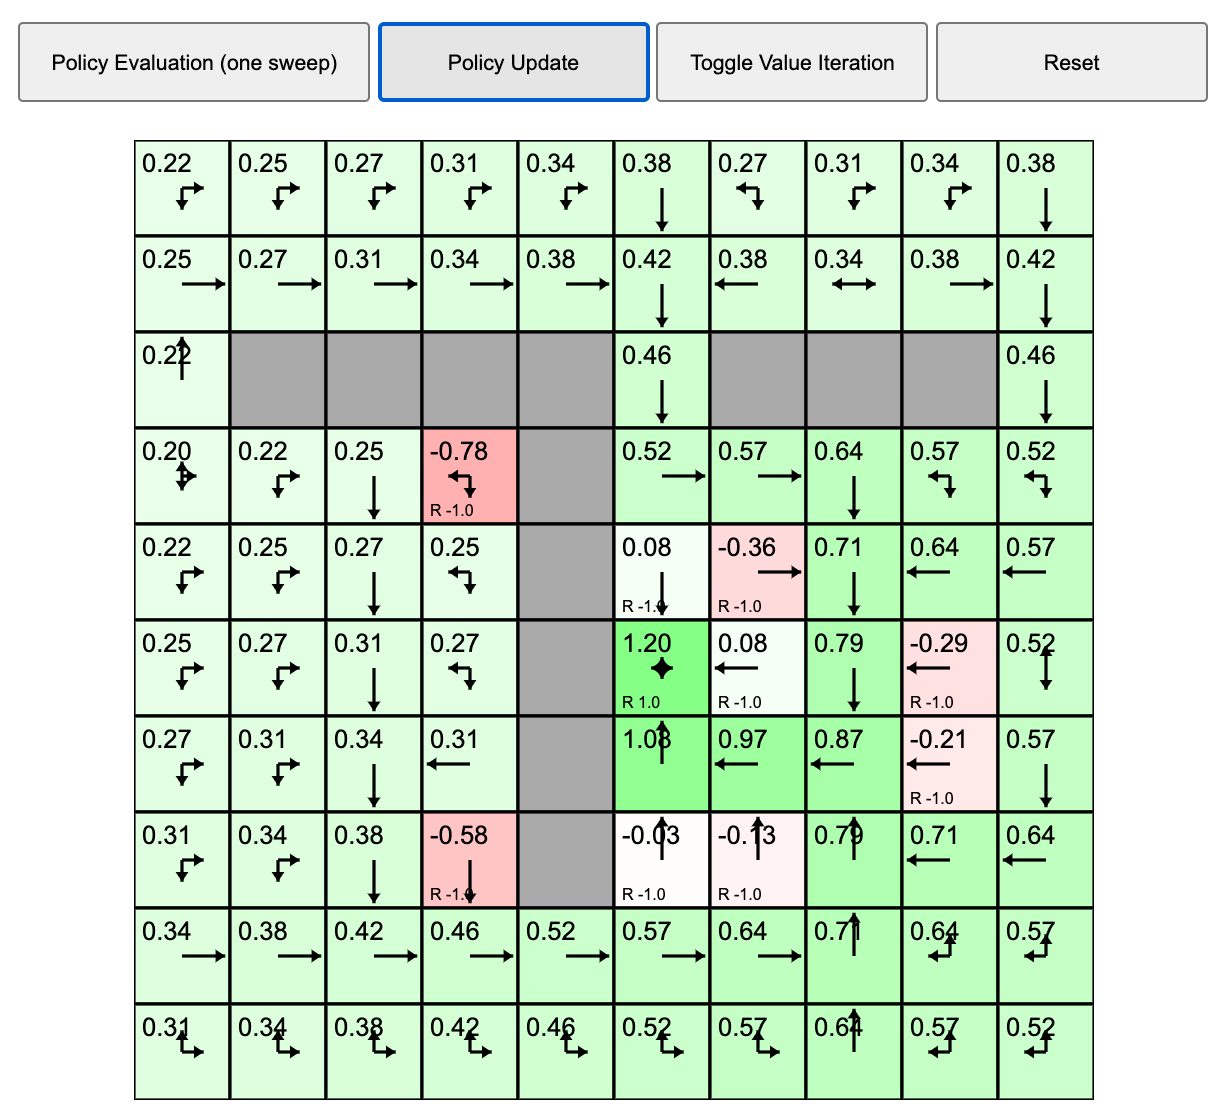 Policy Evaluation (one sweep) Policy Update Toggle Value Iteration Reset
0.22 0.25 0.27 0.31 0.34 0.38 0.27 0.31 0.34 0.38
0.25 0.27 0.31 0.34 0.38 0.42 0.38 0.34 0.38 0.42
0.22 0.46 0.46
0.20 0.22 0.25 -0.78 0.52 0.57 0.64 0.57 0.52
R -1.0
0.22 0.25 0.27 0.25 0.08 -0.36 0.71 0.64 0.57
R -1.0 R -1.0
0.25 0.27 0.31 0.27 1.20 0.08 0.79 -0.29 0.52
R 1.0 R -1.0 R -1.0
0.27 0.31 0.34 0.31 1.08 0.97 0.87 -0.21 0.57
R -1.0
0.31 0.34 0.38 -0.58 -0.03 -0.13 0.79 0.71 0.64
R -1.0 R -1.0 R -1.0
0.34 0.38 0.42 0.46 0.52 0.57 0.64 0.71 0.64 0.57
0.31 0.34 0.38 0.42 0.46 0.52 0.57 0.64 0.57 0.52